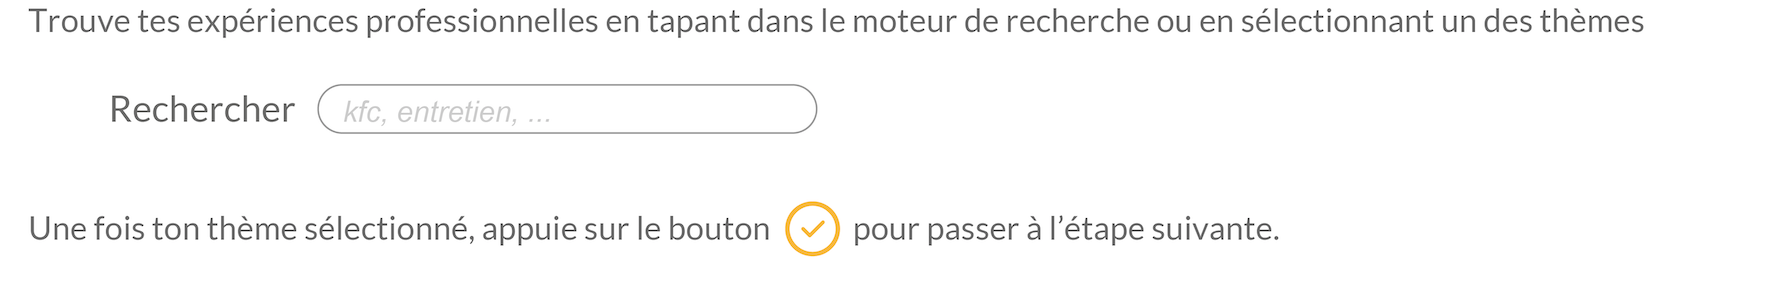 Trouve tes expériences professionnelles en tapant dans le moteur de recherche ou en sélectionnant un des thèmes
Rechercher kfc, entretien, ...
Une fois ton thème sélectionné, appuie sur le bouton pour passer à l’étape suivante.